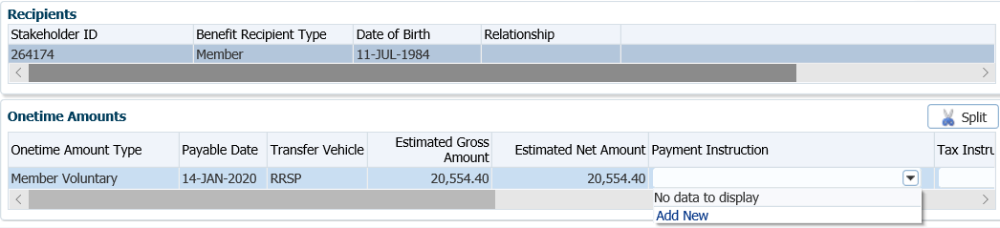 Recipients
Stakeholder ID Benefit Recipient Type Date of Birth Relationship
264174 Member 11-JUL-1984
Onetime Amounts Split
Onetime Amount Type Payable Date Transfer Vehicle Estimated Gross Amount Estimated Net Amount Payment Instruction Tax Instru
Member Voluntary 14-JAN-2020 RRSP 20,554.40 20,554.40
No data to display
Add New